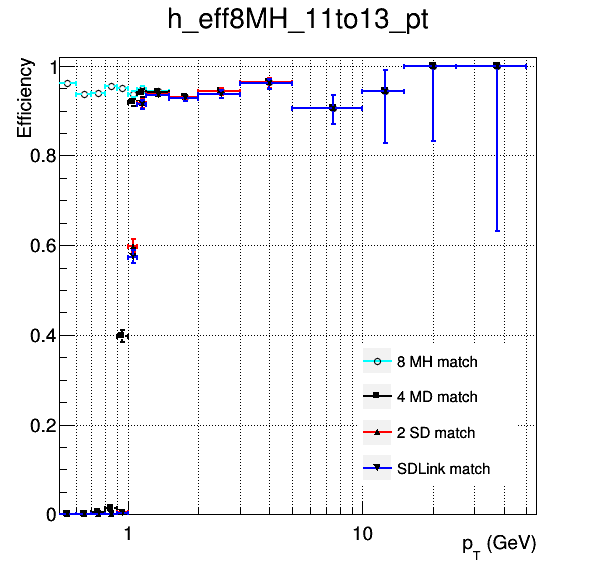 h_eff8MH_11to13_pt
Efficiency
1
0.8
0.6
0.4
0.2
0
8 MH match
4 MD match
2 SD match
SDLink match
1
10
p_T (GeV)